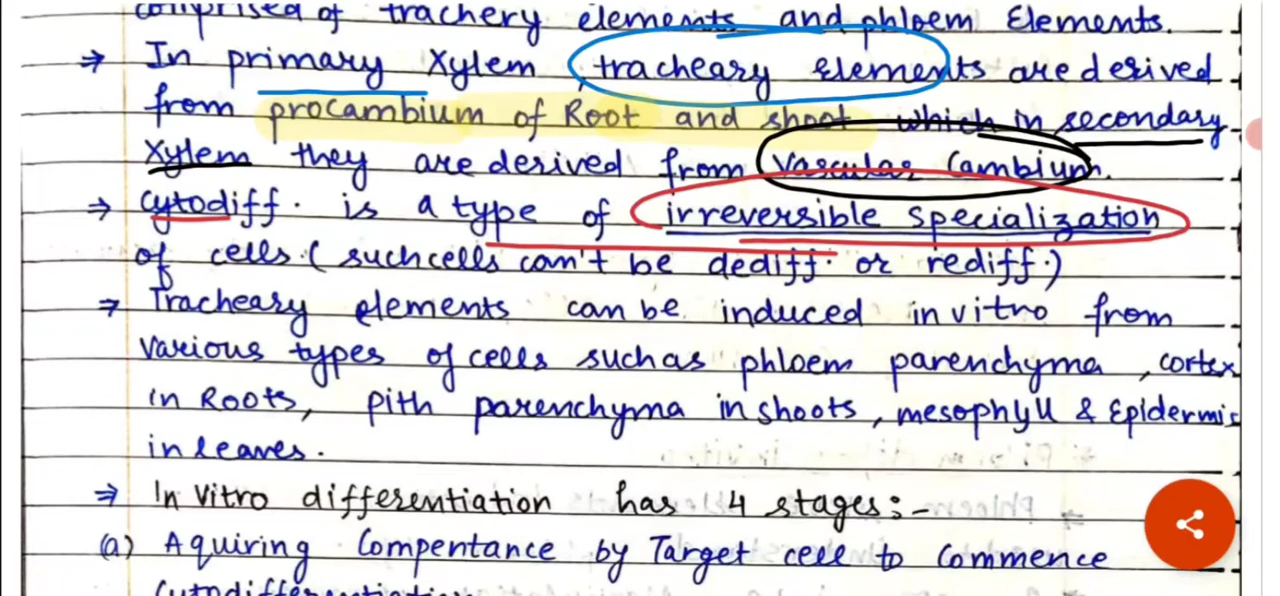 comprised of trachery elements and phloem Elements.
⇒ In primary Xylem, tracheary elements are derived
from procambium of Root and shoot which in secondary
Xylem they are derived from Vascular Cambium.
⇒ Cytodiff. is a type of irreversible specialization
of cells. (such cells can't be dediff. or rediff.)
⇒ Tracheary elements can be induced in vitro from
various types of cells such as phloem parenchyma, cortex
in Roots, pith parenchyma in shoots, mesophyll & Epidermis
in leaves.
⇒ In Vitro differentiation has 4 stages:-
(a) Aquiring Compentance by Target cell to Commence
Cytodifferentiation